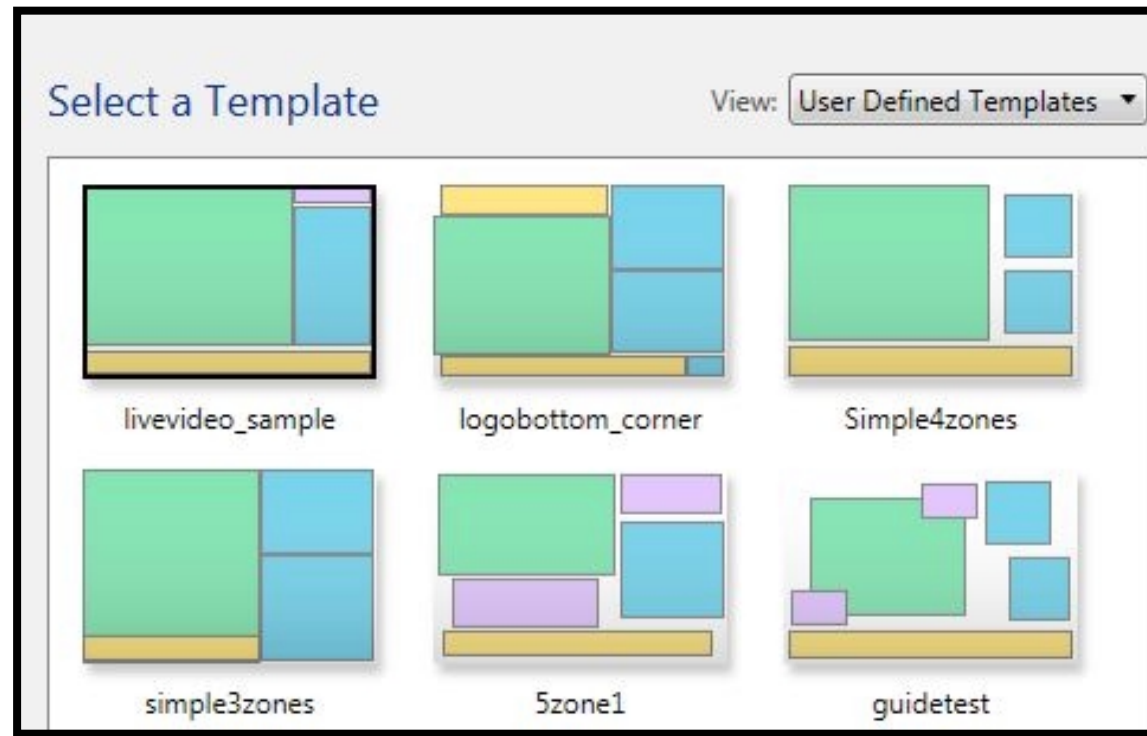 Select a Template
View: User Defined Templates
livevideo_sample
logobottom_corner
Simple4zones
simple3zones
5zone1
guidetest